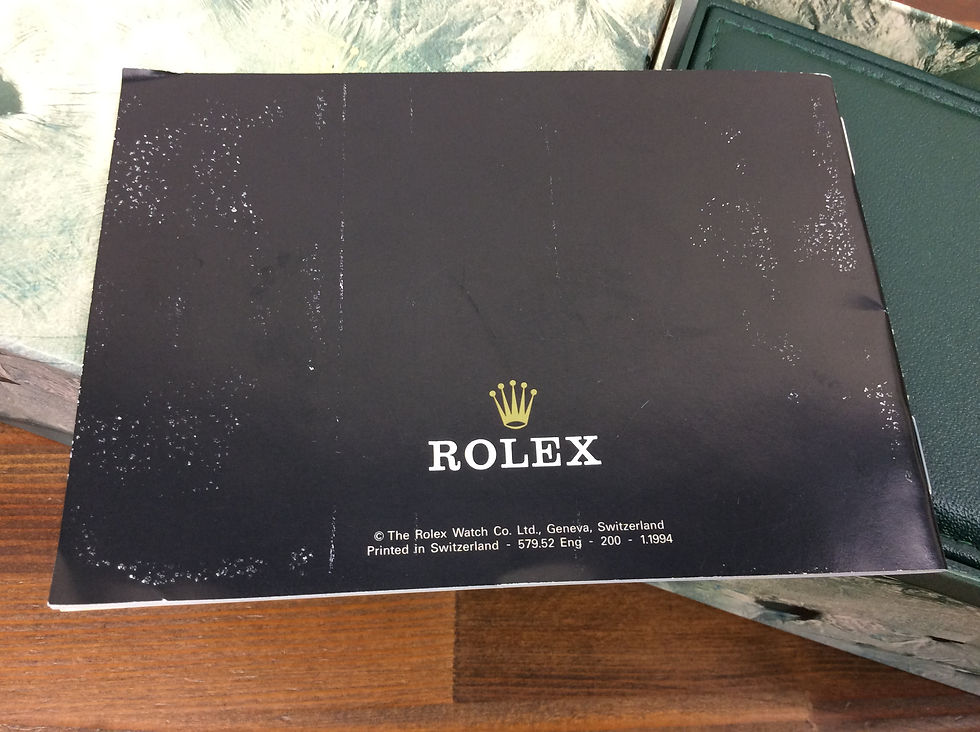 ROLEX
© The Rolex Watch Co. Ltd., Geneva, Switzerland
Printed in Switzerland - 579.52 Eng - 200 - 1.1994